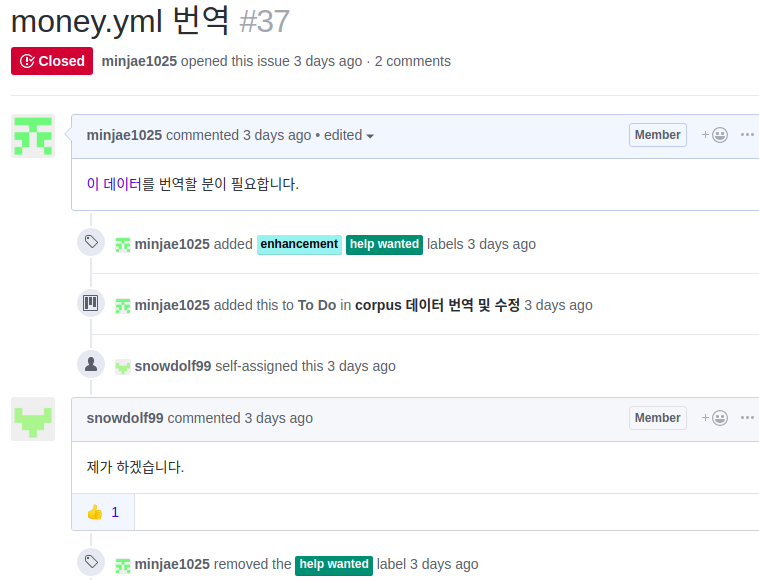 money.yml 번역 #37
Closed minjae1025 opened this issue 3 days ago · 2 comments
minjae1025 commented 3 days ago • edited Member
이 데이터를 번역할 분이 필요합니다.
minjae1025 added enhancement help wanted labels 3 days ago
minjae1025 added this to To Do in corpus 데이터 번역 및 수정 3 days ago
snowdolf99 self-assigned this 3 days ago
snowdolf99 commented 3 days ago Member
제가 하겠습니다.
👍 1
minjae1025 removed the help wanted label 3 days ago